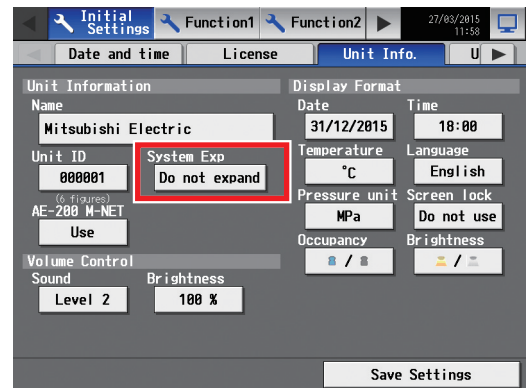 Initial Settings
Function1
Function2
27/03/2015
11:58
Date and time
License
Unit Info.
U
Unit Information
Name
Mitsubishi Electric
Unit ID
000001
(6 figures)
System Exp
Do not expand
AE-200 M-NET
Use
Volume Control
Sound
Level 2
Brightness
100 %
Display Format
Date
31/12/2015
Time
18:00
Temperature
°C
Language
English
Pressure unit
MPa
Screen lock
Do not use
Occupancy
/
Brightness
/
Save Settings